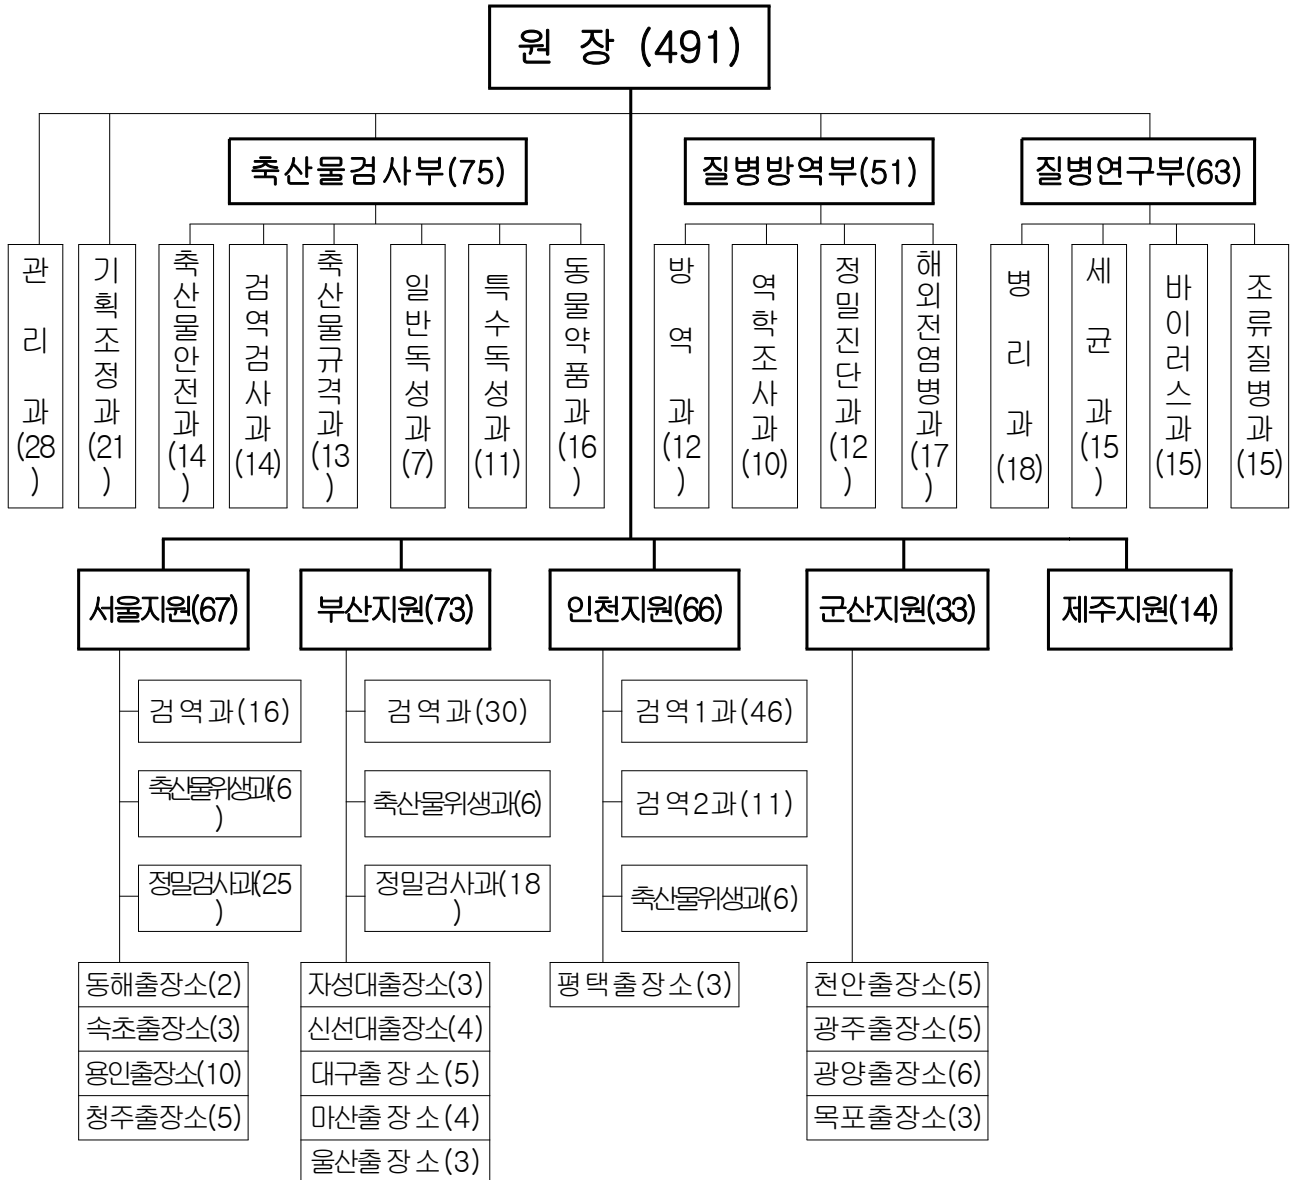 원 장 (491)
축산물검사부(75)
질병방역부(51)
질병연구부(63)
관리과(28)
기획조정과(21)
축산물안전과(14)
검역검사과(14)
축산물규격과(13)
일반독성과(7)
특수독성과(11)
동물약품과(16)
방역과(12)
역학조사과(10)
정밀진단과(12)
해외전염병과(17)
병리과(18)
세균과(15)
바이러스과(15)
조류질병과(15)
서울지원(67)
부산지원(73)
인천지원(66)
군산지원(33)
제주지원(14)
검역과(16)
축산물위생과(6)
정밀검사과(25)
동해출장소(2)
속초출장소(3)
용인출장소(10)
청주출장소(5)
검역과(30)
축산물위생과(6)
정밀검사과(18)
자성대출장소(3)
신선대출장소(4)
대구출장소(5)
마산출장소(4)
울산출장소(3)
검역1과(46)
검역2과(11)
축산물위생과(6)
평택출장소(3)
천안출장소(5)
광주출장소(5)
광양출장소(6)
목포출장소(3)